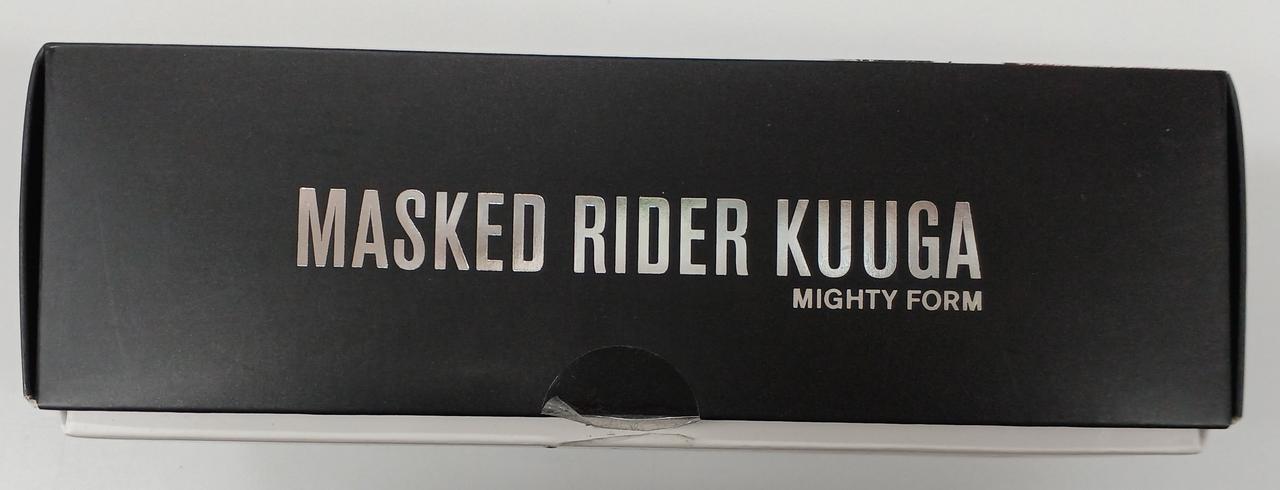 MASKED RIDER KUUGA
MIGHTY FORM